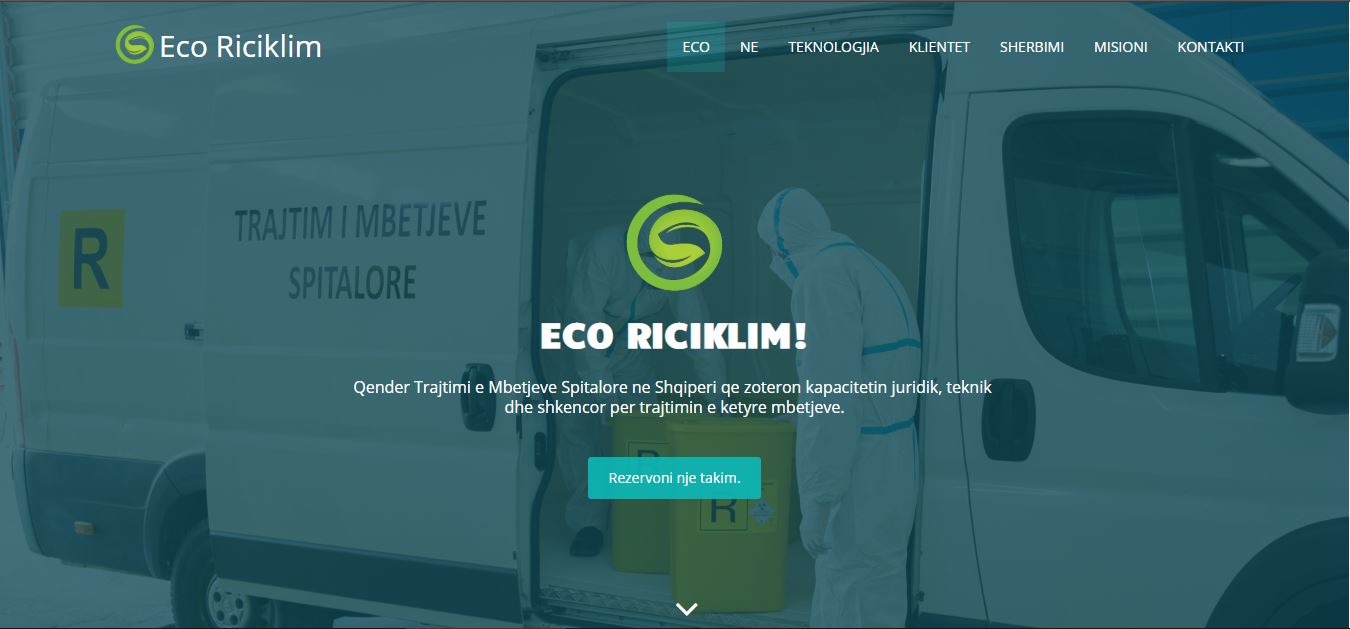 Eco Riciklim
ECO
NE
TEKNOLOGJIA
KLIENTET
SHERBIMI
MISIONI
KONTAKTI
R
TRAJTIM I MBETJEVE
SPITALORE
ECO RICIKLIM!
Qender Trajtimi e Mbetjeve Spitalore ne Shqiperi qe zoteron kapacitetin juridik, teknik
dhe shkencor per trajtimin e ketyre mbetjeve.
R
Rezervoni nje takim.
R